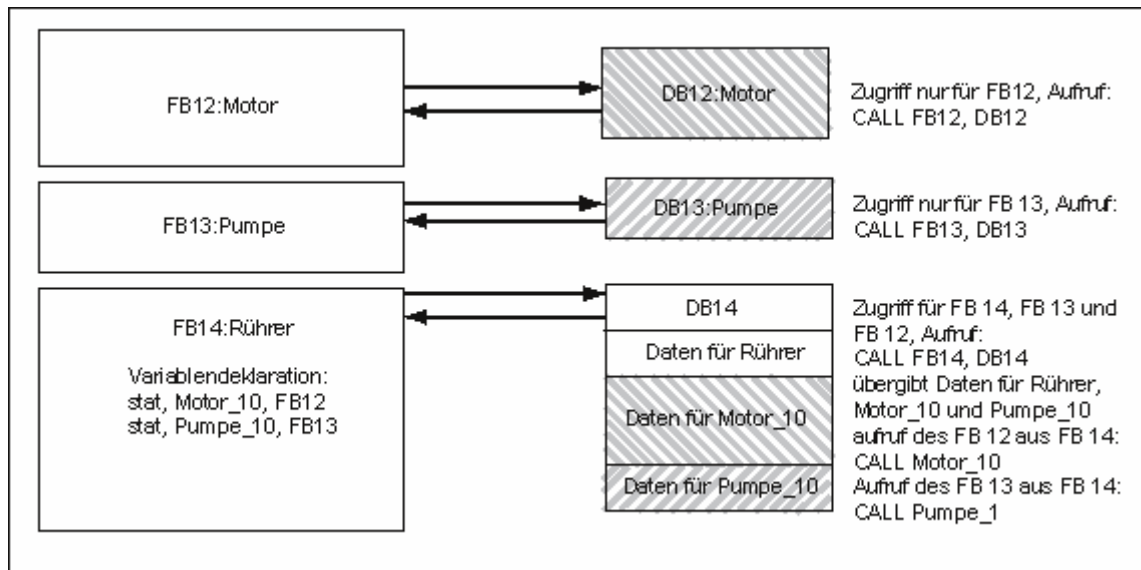 FB12:Motor
DB12:Motor
Zugriff nur für FB12, Aufruf:
CALL FB12, DB12
FB13:Pumpe
DB13:Pumpe
Zugriff nur für FB 13, Aufruf:
CALL FB13, DB13
FB14:Rührer
Variablendeklaration:
stat, Motor_10, FB12
stat, Pumpe_10, FB13
DB14
Daten für Rührer
Daten für Motor_10
Daten für Pumpe_10
Zugriff für FB 14, FB 13 und
FB 12, Aufruf:
CALL FB14, DB14
übergibt Daten für Rührer,
Motor_10 und Pumpe_10
aufruf des FB 12 aus FB 14:
CALL Motor_10
Aufruf des FB 13 aus FB 14:
CALL Pumpe_1